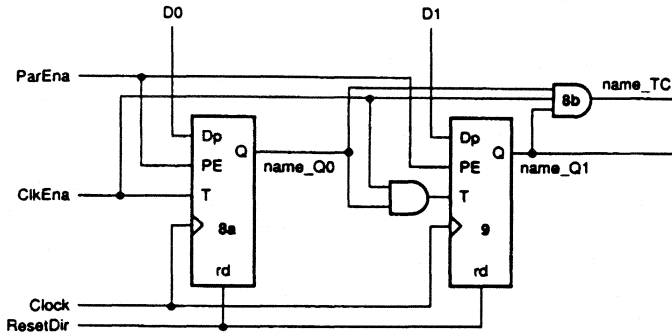 D0
D1
ParEna
name_TC
8b
Dp
Dp
Q
Q
PE
PE
name_Q0
name_Q1
ClkEna
T
T
8a
9
rd
rd
Clock
ResetDir